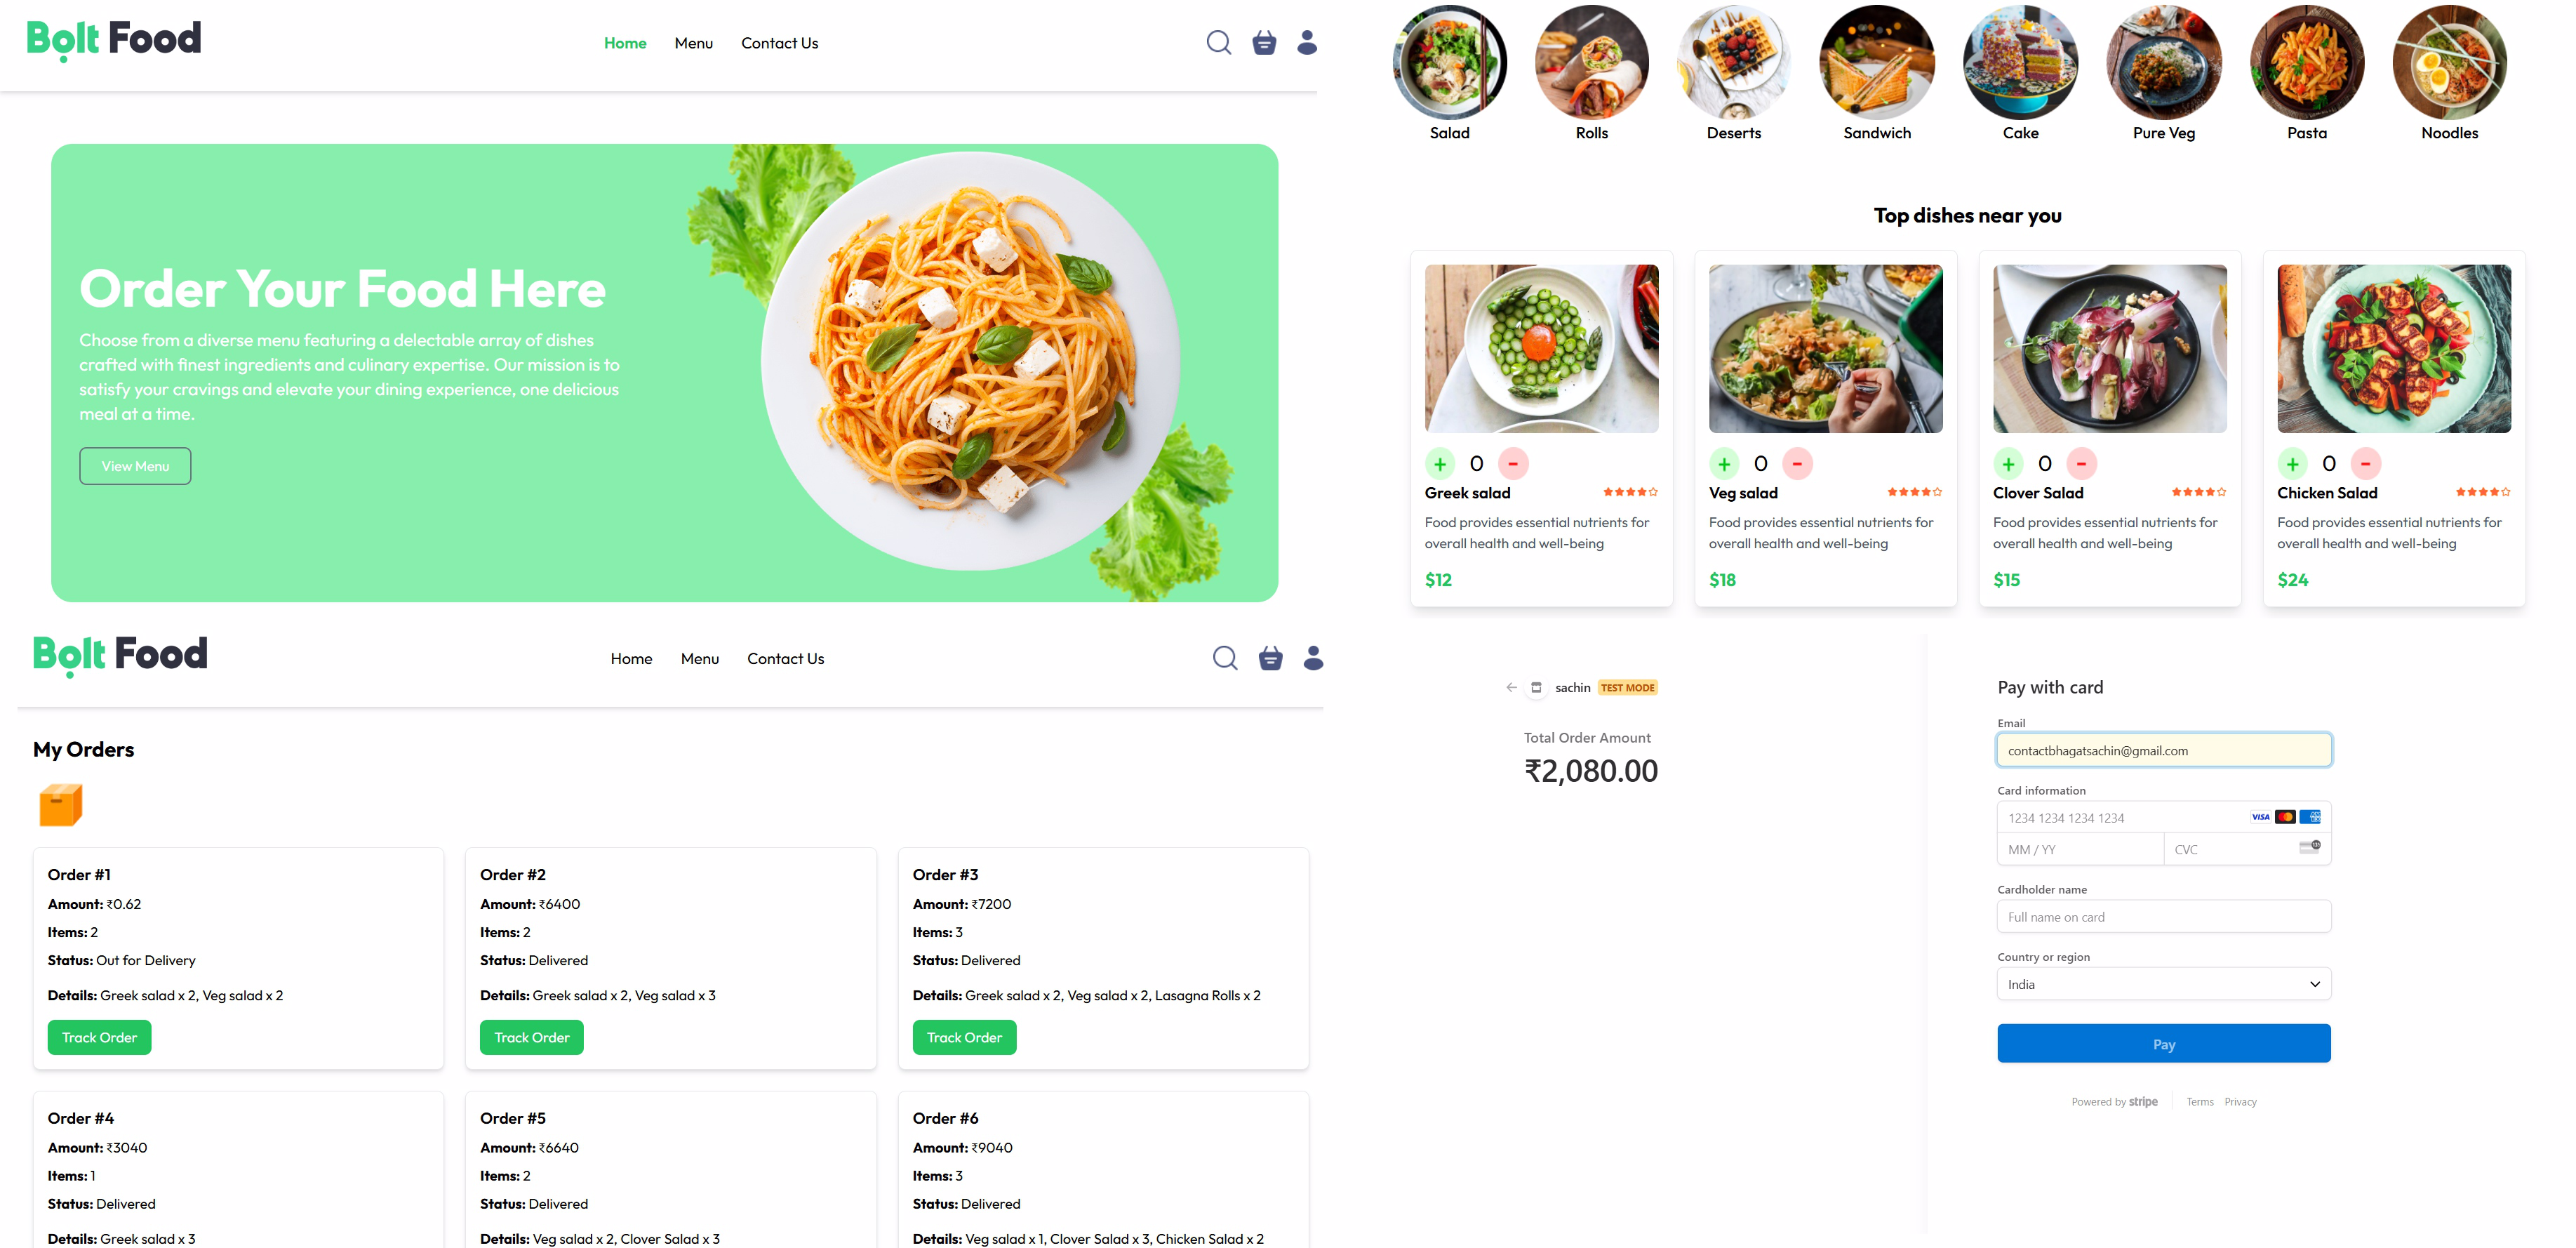 Bolt Food
Home Menu Contact Us
Order Your Food Here
Choose from a diverse menu featuring a delectable array of dishes
crafted with finest ingredients and culinary expertise. Our mission is to
satisfy your cravings and elevate your dining experience, one delicious
meal at a time.
View Menu
Salad Rolls Deserts Sandwich Cake Pure Veg Pasta Noodles
Top dishes near you
+ 0 -
Greek salad
Food provides essential nutrients for
overall health and well-being
$12
+ 0 -
Veg salad
Food provides essential nutrients for
overall health and well-being
$18
+ 0 -
Clover Salad
Food provides essential nutrients for
overall health and well-being
$15
+ 0 -
Chicken Salad
Food provides essential nutrients for
overall health and well-being
$24
Bolt Food
Home Menu Contact Us
My Orders
Order #1
Amount: ₹0.62
Items: 2
Status: Out for Delivery
Details: Greek salad x 2, Veg salad x 2
Track Order
Order #2
Amount: ₹6400
Items: 2
Status: Delivered
Details: Greek salad x 2, Veg salad x 3
Track Order
Order #3
Amount: ₹7200
Items: 3
Status: Delivered
Details: Greek salad x 2, Veg salad x 2, Lasagna Rolls x 2
Track Order
Order #4
Amount: ₹3040
Items: 1
Status: Delivered
Details: Greek salad x 3
Order #5
Amount: ₹6640
Items: 2
Status: Delivered
Details: Veg salad x 2, Clover Salad x 3
Order #6
Amount: ₹9040
Items: 3
Status: Delivered
Details: Veg salad x 1, Clover Salad x 3, Chicken Salad x 2
sachin TEST MODE
Total Order Amount
₹2,080.00
Pay with card
Email
contactbhagatsachin@gmail.com
Card information
1234 1234 1234 1234 VISA
MM / YY CVC
Cardholder name
Full name on card
Country or region
India
Pay
Powered by stripe Terms Privacy